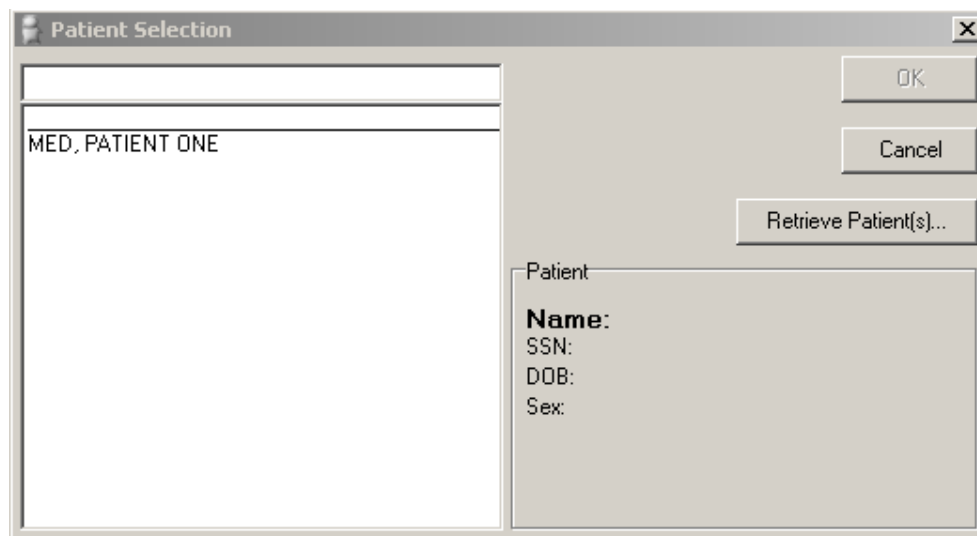 Patient Selection
OK
MED, PATIENT ONE
Cancel
Retrieve Patient(s)...
Patient
Name:
SSN:
DOB:
Sex: